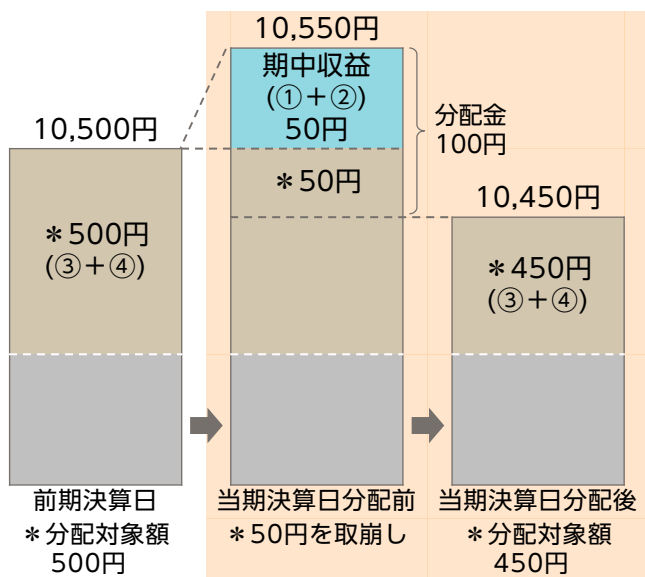 10,550円
期中収益
(①＋②)
50円
分配金
100円
10,500円
＊50円
10,450円
＊500円
(③＋④)
＊450円
(③＋④)
前期決算日
＊分配対象額
500円
当期決算日分配前
＊50円を取崩し
当期決算日分配後
＊分配対象額
450円